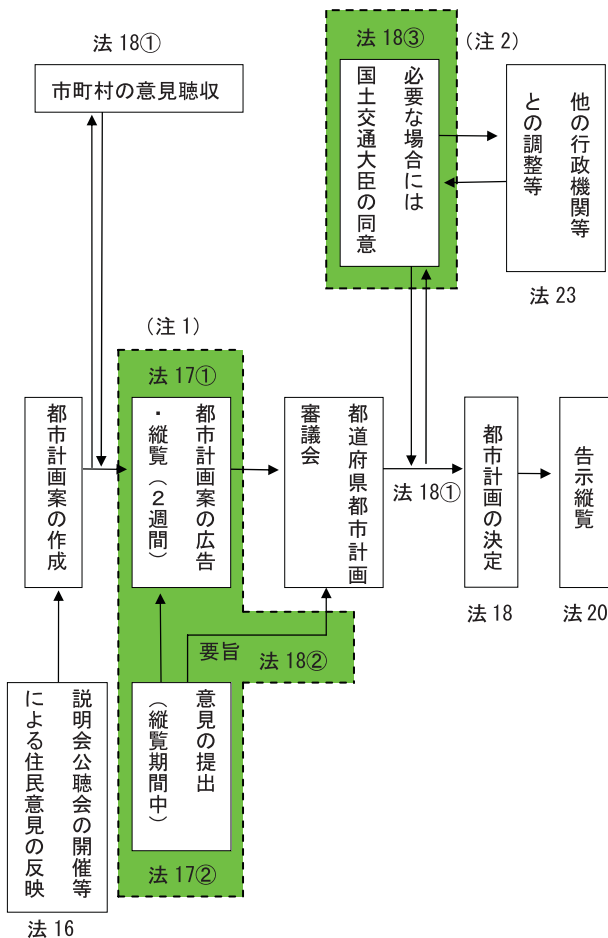 法 18①
市町村の意見聴収
法 18③
（注 2）
必要な場合には
国土交通大臣の同意
他の行政機関等
との調整等
法 23
（注 1）
法 17①
都市計画案の作成
都市計画案の広告
・縦覧（２週間）
都道府県都市計画
審議会
法 18①
都市計画の決定
告示縦覧
法 18
法 20
要旨
法 18②
説明会公聴会の開催等
による住民意見の反映
意見の提出
（縦覧期間中）
法 17②
法 16